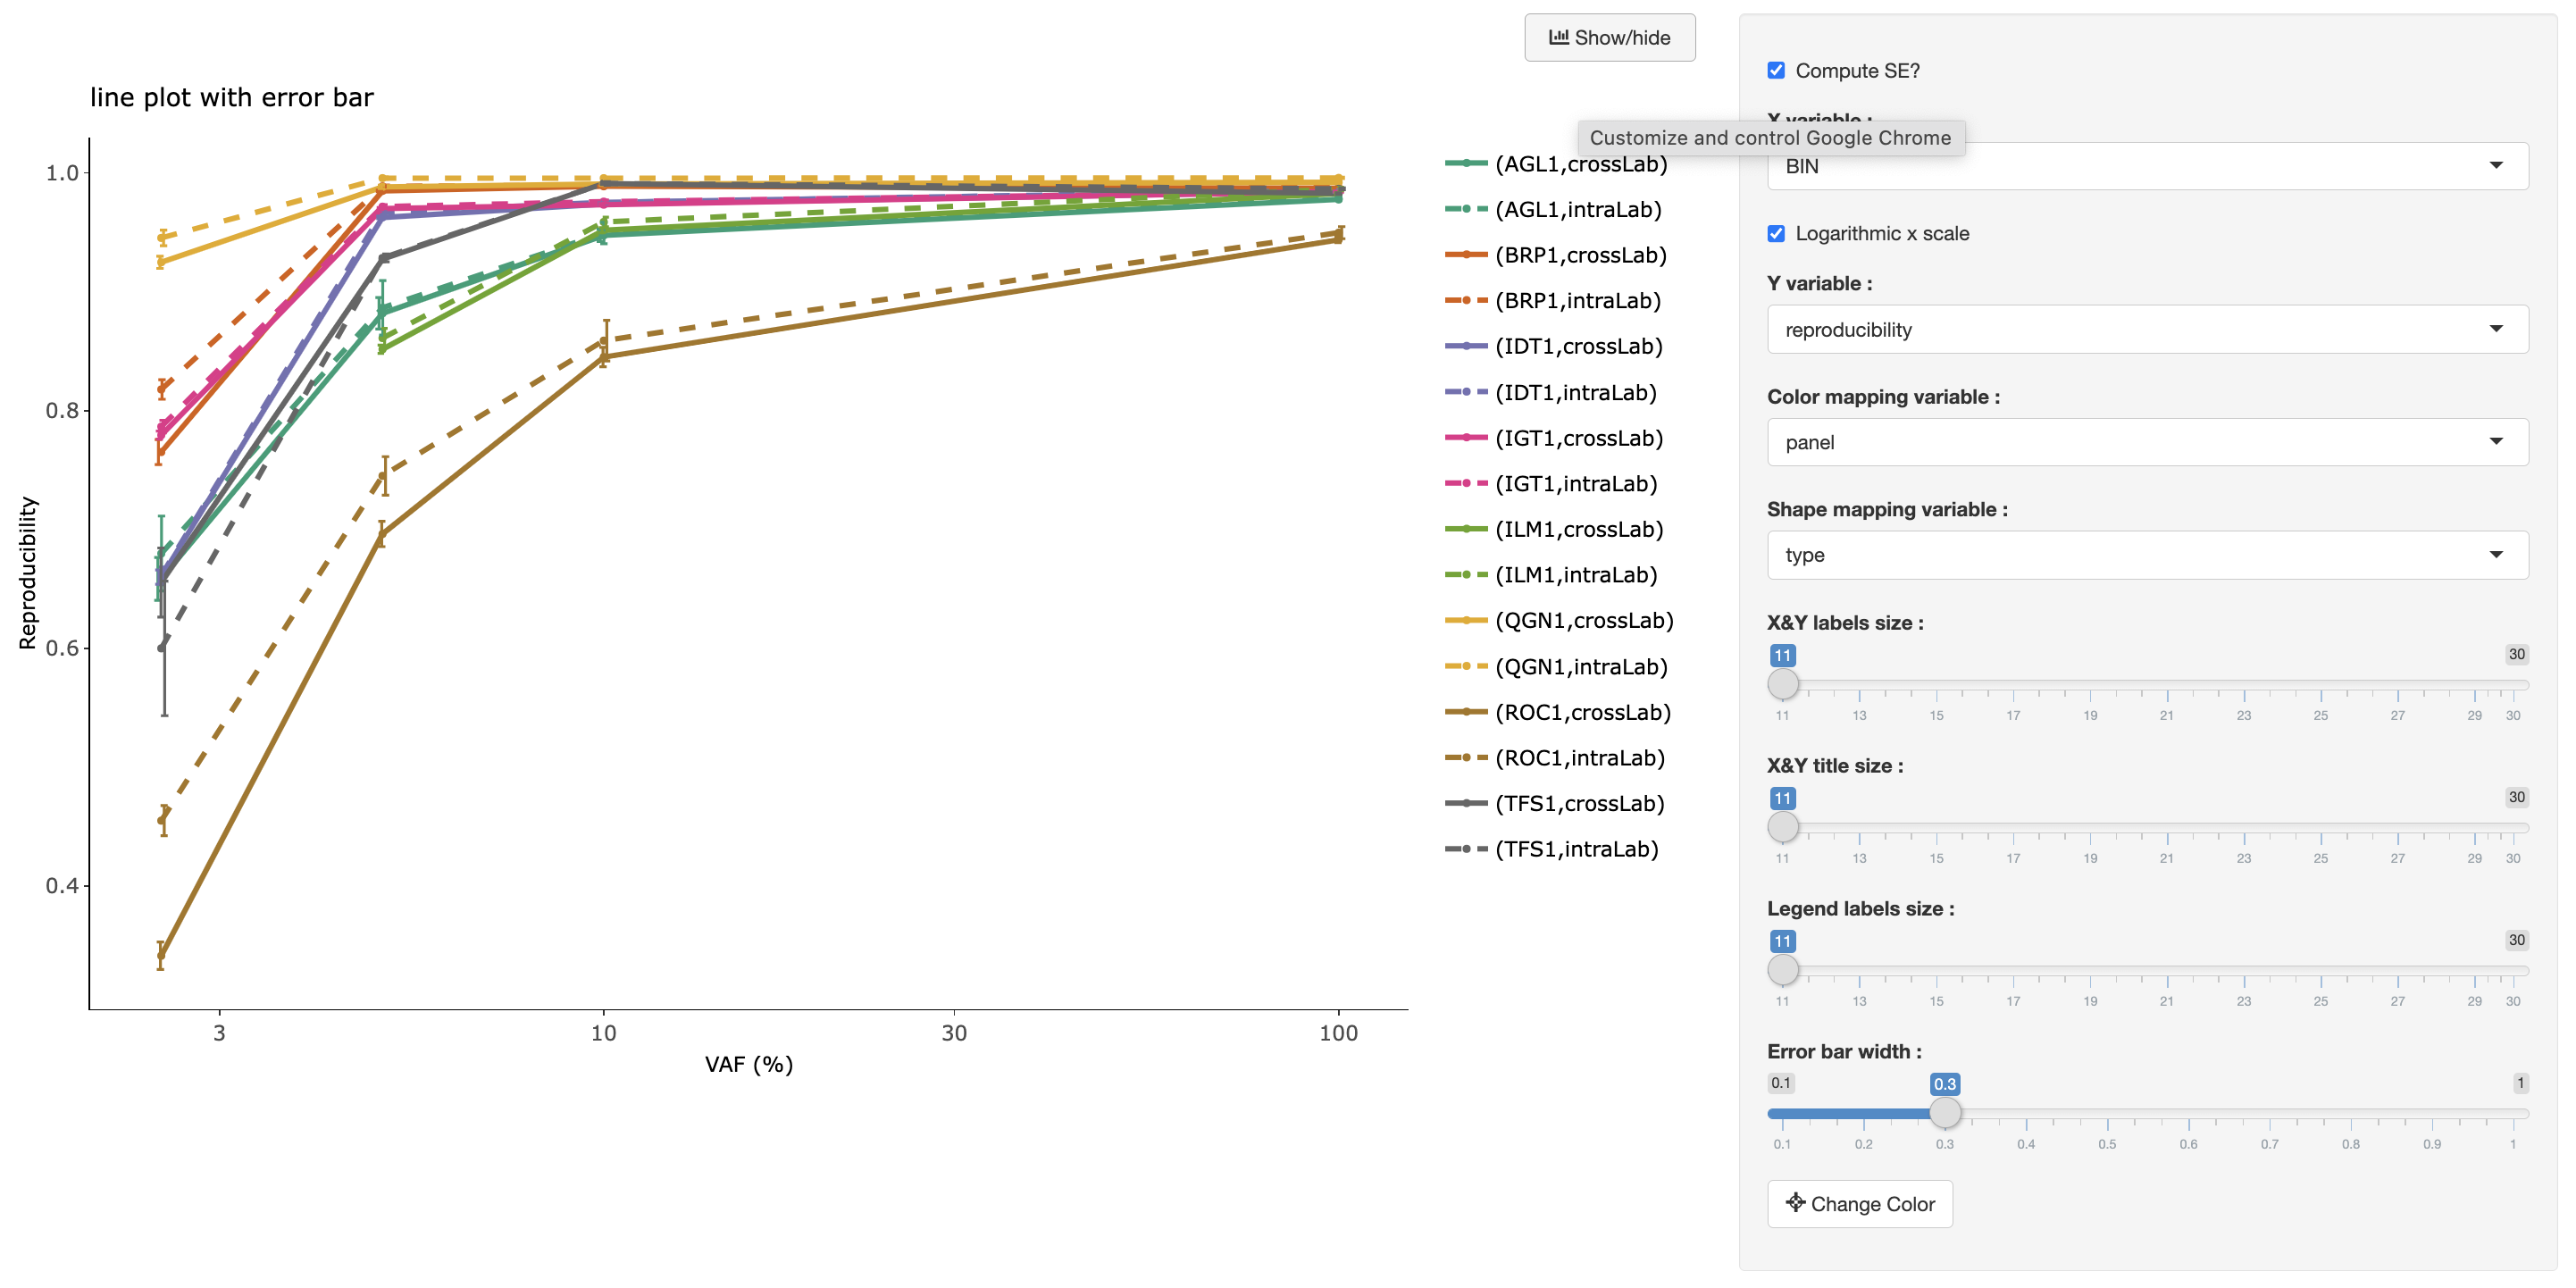 Show/hide
line plot with error bar
1.0
0.8
0.6
0.4
Reproducibility
3 10 30 100
VAF (%)
(AGL1,crossLab)
(AGL1,intraLab)
(BRP1,crossLab)
(BRP1,intraLab)
(IDT1,crossLab)
(IDT1,intraLab)
(IGT1,crossLab)
(IGT1,intraLab)
(ILM1,crossLab)
(ILM1,intraLab)
(QGN1,crossLab)
(QGN1,intraLab)
(ROC1,crossLab)
(ROC1,intraLab)
(TFS1,crossLab)
(TFS1,intraLab)
Compute SE?
X variable :
Customize and control Google Chrome
BIN
Logarithmic x scale
Y variable :
reproducibility
Color mapping variable :
panel
Shape mapping variable :
type
X&Y labels size :
11 30
11 13 15 17 19 21 23 25 27 29 30
X&Y title size :
11 30
11 13 15 17 19 21 23 25 27 29 30
Legend labels size :
11 30
11 13 15 17 19 21 23 25 27 29 30
Error bar width :
0.1 0.3 1
0.1 0.2 0.3 0.4 0.5 0.6 0.7 0.8 0.9 1
Change Color